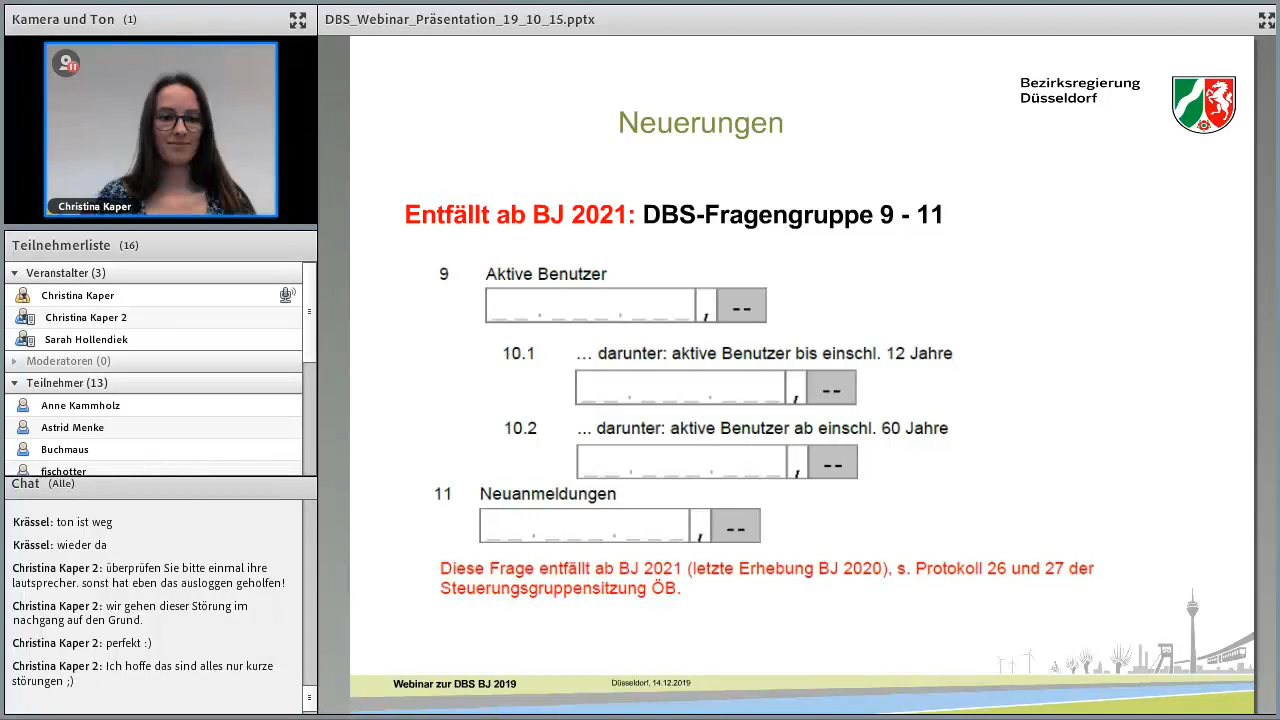 Kamera und Ton (1)
DBS_Webinar_Präsentation_19_10_15.pptx
Christina Kaper
Teilnehmerliste (16)
Veranstalter (3)
Christina Kaper
Christina Kaper 2
Sarah Hollendiek
Moderatoren (0)
Teilnehmer (13)
Anne Kammholz
Astrid Menke
Buchmaus
fischotter
Chat (Alle)
Krässel: ton ist weg
Krässel: wieder da
Christina Kaper 2: überprüfen Sie bitte einmal ihre
lautsprecher. sonst hat eben das ausloggen geholfen!
Christina Kaper 2: wir gehen dieser Störung im
nachgang auf den Grund.
Christina Kaper 2: perfekt :)
Christina Kaper 2: Ich hoffe das sind alles nur kurze
störungen ;)
Bezirksregierung
Düsseldorf
Neuerungen
Entfällt ab BJ 2021: DBS-Fragengruppe 9 - 11
9 Aktive Benutzer
, --
10.1 ... darunter: aktive Benutzer bis einschl. 12 Jahre
, --
10.2 ... darunter: aktive Benutzer ab einschl. 60 Jahre
, --
11 Neuanmeldungen
, --
Diese Frage entfällt ab BJ 2021 (letzte Erhebung BJ 2020), s. Protokoll 26 und 27 der
Steuerungsgruppensitzung ÖB.
Webinar zur DBS BJ 2019 Düsseldorf, 14.12.2019